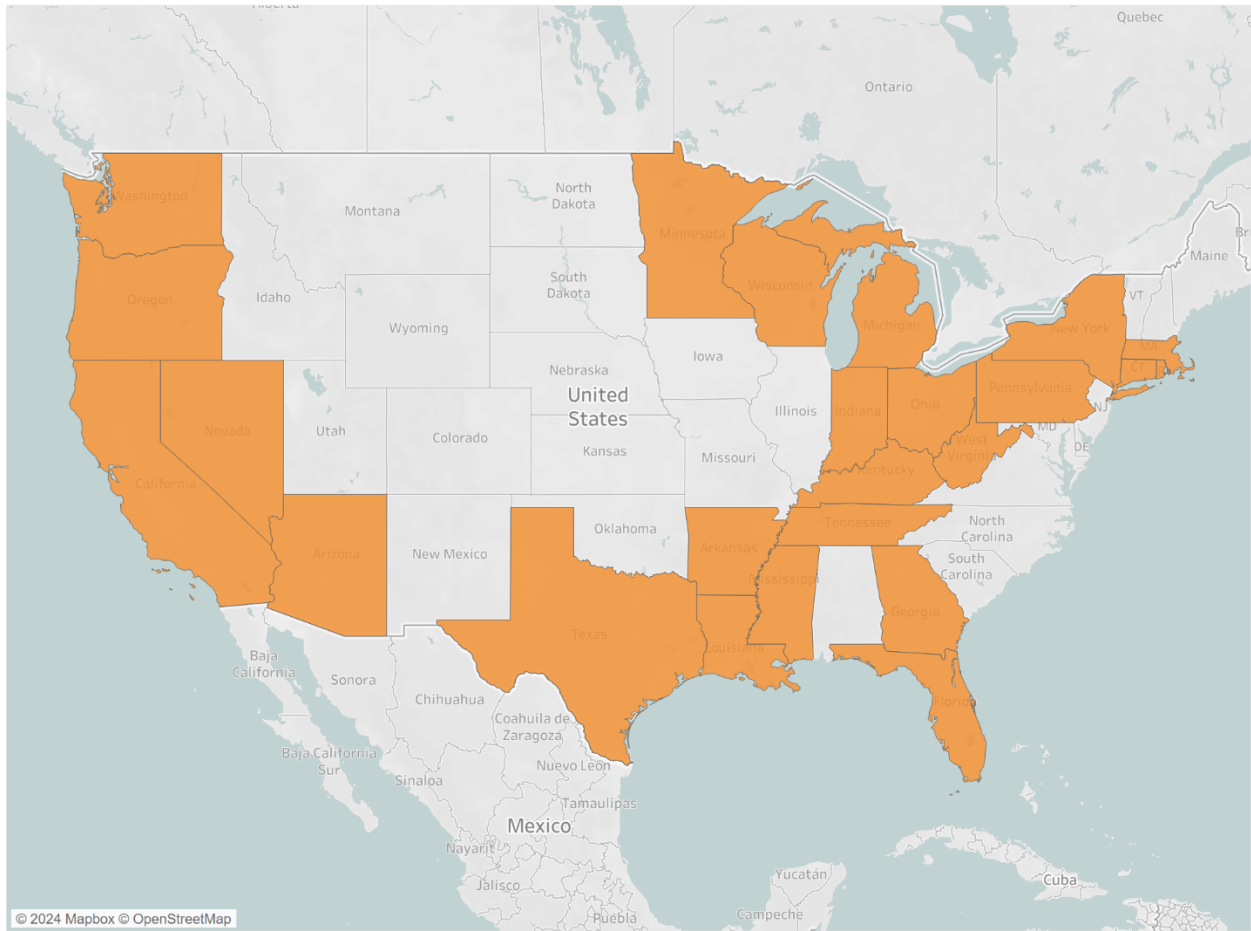 Alberta
Quebec
Ontario
Washington
Montana
North
Dakota
Minnesota
Maine
Oregon
Idaho
South
Dakota
Wisconsin
VT
Wyoming
Michigan
New York
MA
Iowa
CT
Nebraska
Pennsylvania
United
States
Nevada
Utah
Colorado
Illinois
Indiana
Ohio
NJ
MD
DE
West
Virginia
Kansas
Missouri
Kentucky
California
Oklahoma
Tennessee
North
Carolina
Arizona
New Mexico
Arkansas
South
Carolina
Mississippi
Georgia
Texas
Louisiana
Baja
California
Sonora
Chihuahua
Florida
Coahuila de
Zaragoza
Baja California
Sur
Nuevo León
Sinaloa
Tamaulipas
Mexico
Nayarit
Yucatán
Cuba
Jalisco
© 2024 Mapbox © OpenStreetMap
Puebla
Campeche